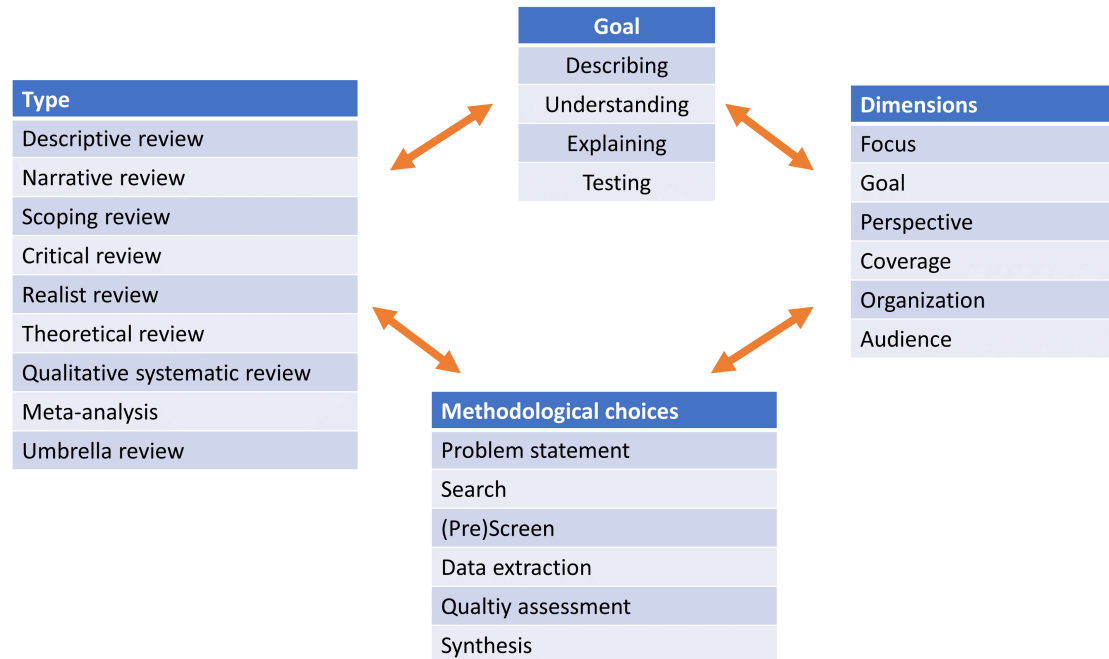 Goal
Describing
Understanding
Explaining
Testing
Type
Descriptive review
Narrative review
Scoping review
Critical review
Realist review
Theoretical review
Qualitative systematic review
Meta-analysis
Umbrella review
Dimensions
Focus
Goal
Perspective
Coverage
Organization
Audience
Methodological choices
Problem statement
Search
(Pre)Screen
Data extraction
Qualtiy assessment
Synthesis